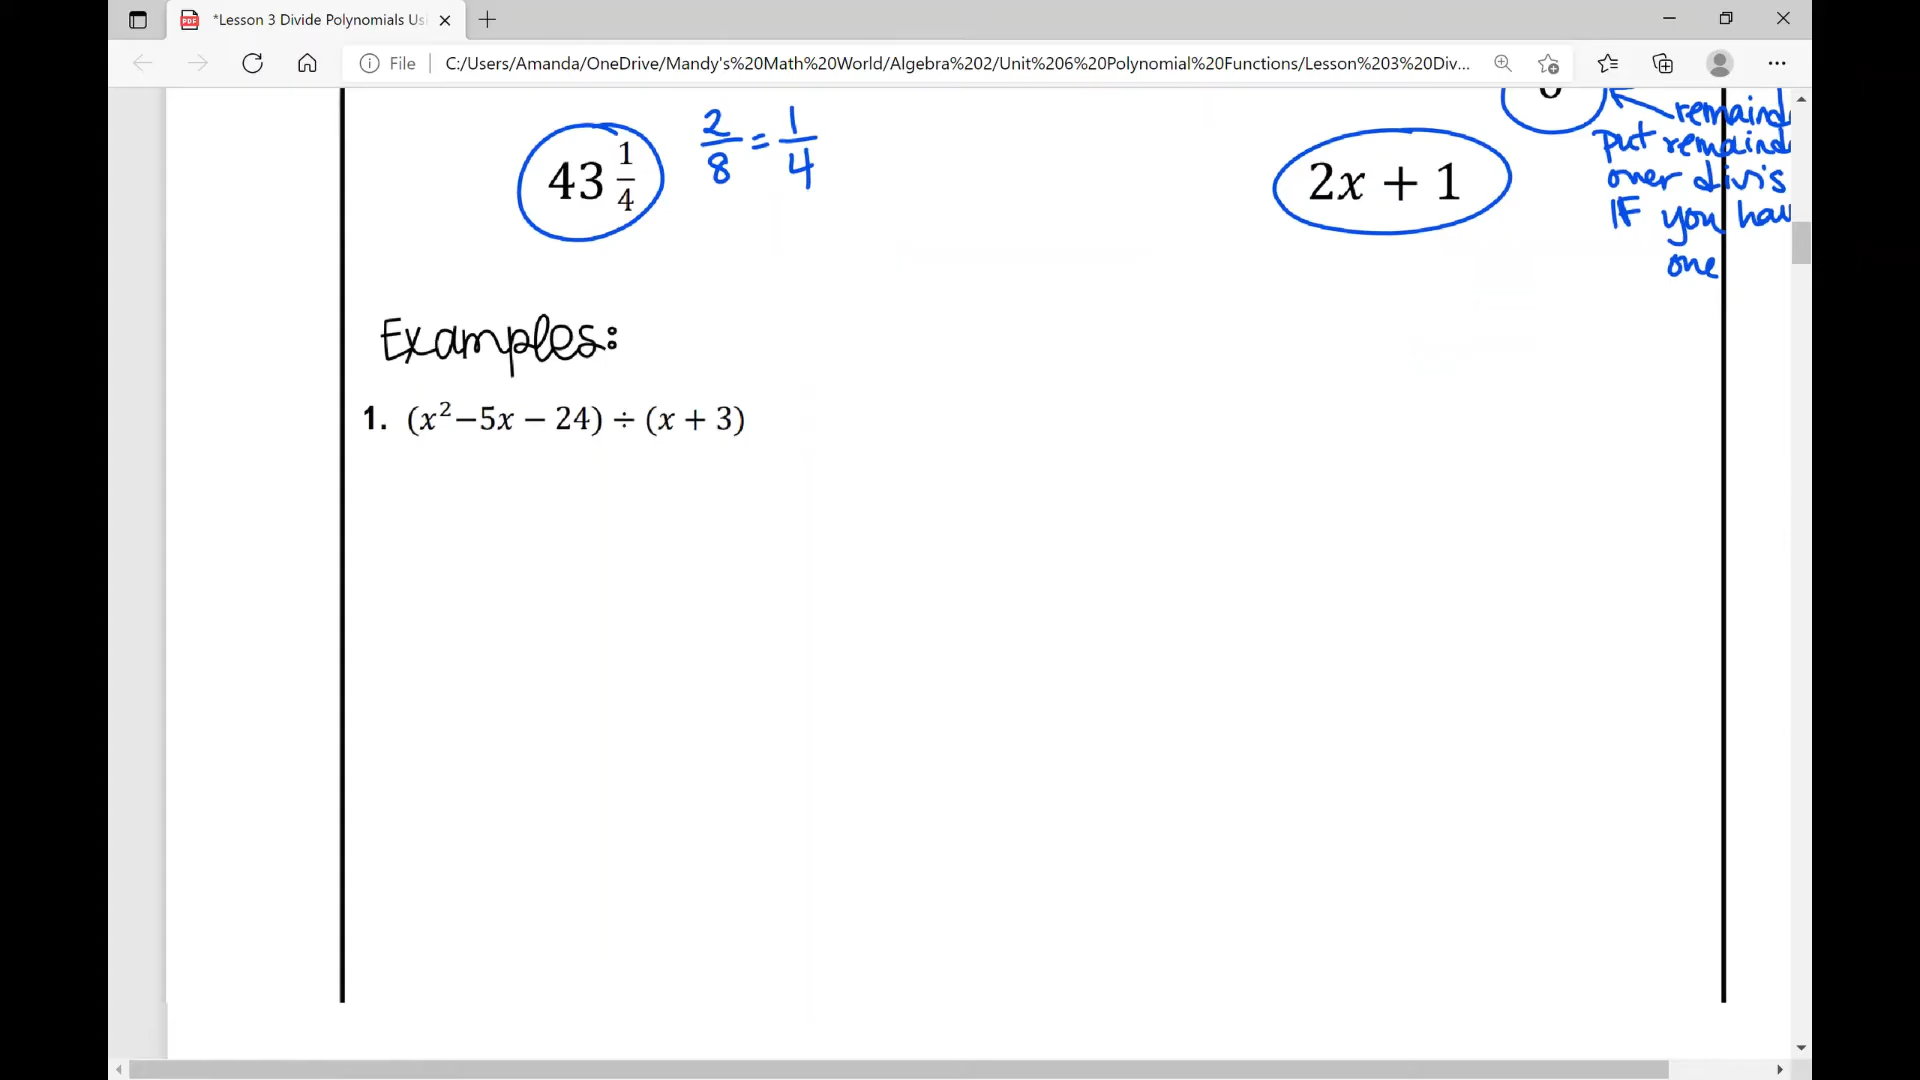 *Lesson 3 Divide Polynomials Us
File
C:/Users/Amanda/OneDrive/Mandy's%20Math%20World/Algebra%202/Unit%206%20Polynomial%20Functions/Lesson%203%20Div...
43 1/4
2/8 = 1/4
2x + 1
remaind
put remaind
over divis
IF you hav
one
Examples:
1. (x²−5x − 24) ÷ (x + 3)